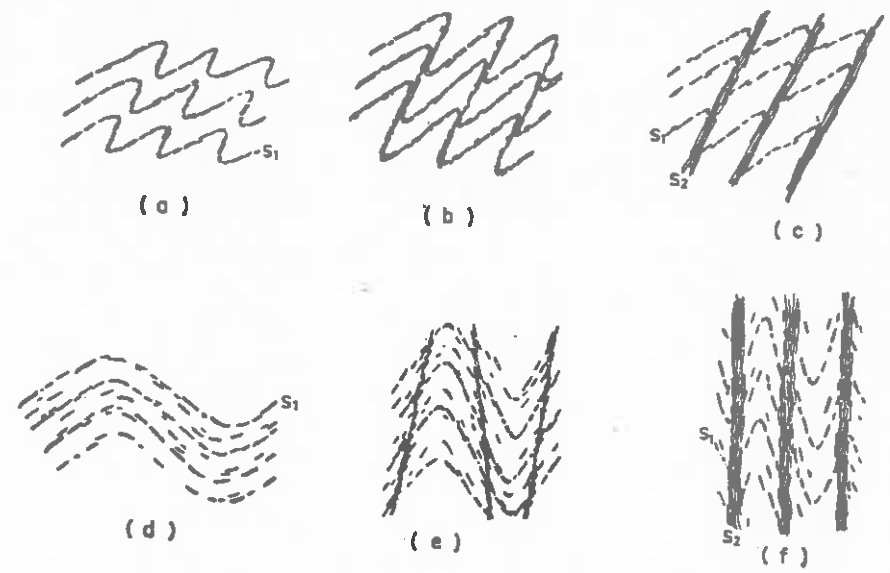 S1
( a )
( b )
S1
S2
( c )
S1
( d )
( e )
S1
S2
( f )